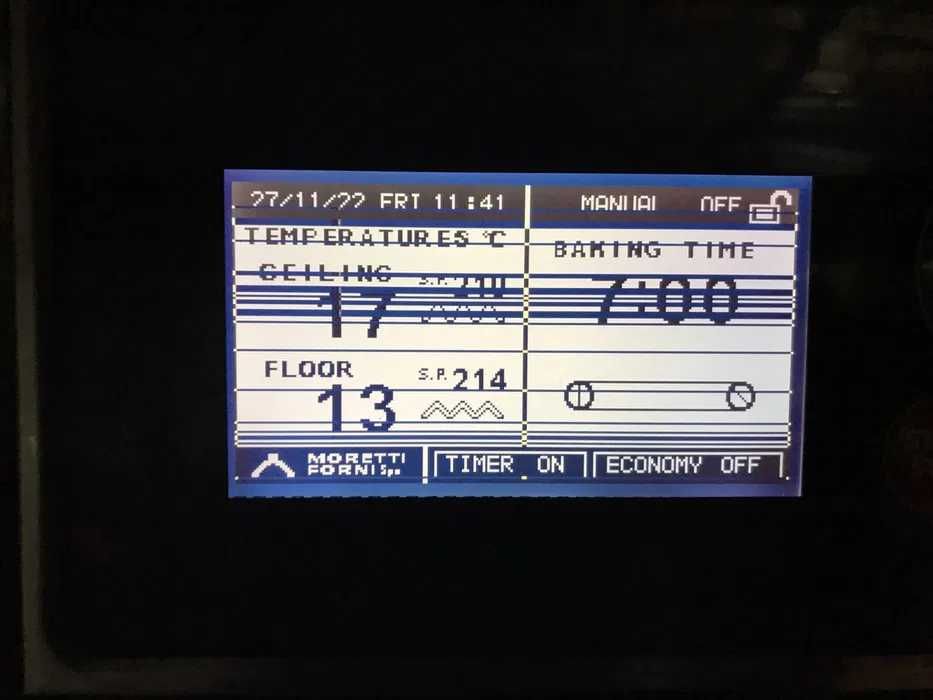 27/11/22 FRI 11:41
MANUAL OFF
TEMPERATURES °C
CEILING
S.P. 210
17
FLOOR
S.P. 214
13
BAKING TIME
7:00
MORETTI
FORNI S.p.a.
TIMER ON
ECONOMY OFF